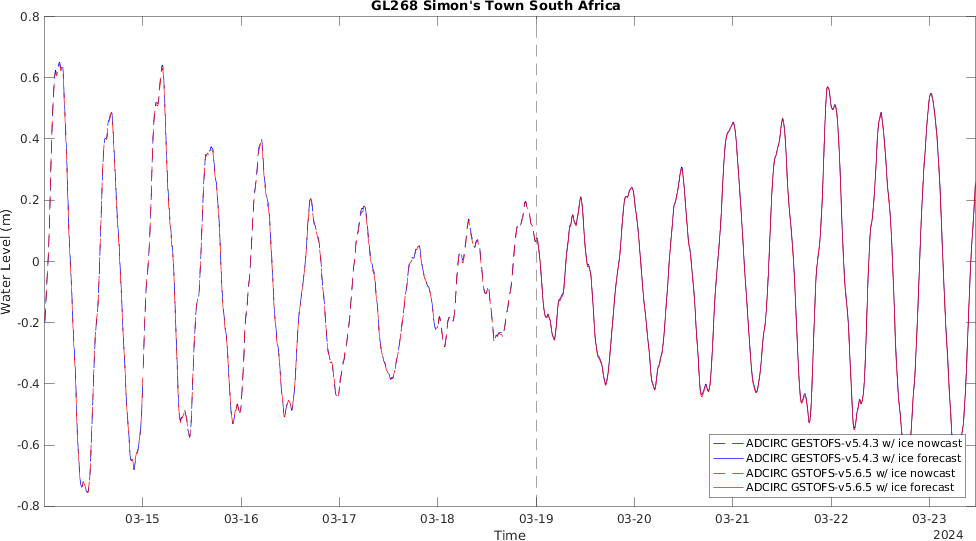 GL268 Simon's Town South Africa
0.8
0.6
0.4
0.2
0
-0.2
-0.4
-0.6
-0.8
Water Level (m)
ADCIRC GESTOFS-v5.4.3 w/ ice nowcast
ADCIRC GESTOFS-v5.4.3 w/ ice forecast
ADCIRC GSTOFS-v5.6.5 w/ ice nowcast
ADCIRC GSTOFS-v5.6.5 w/ ice forecast
03-15 03-16 03-17 03-18 03-19 03-20 03-21 03-22 03-23
Time
2024